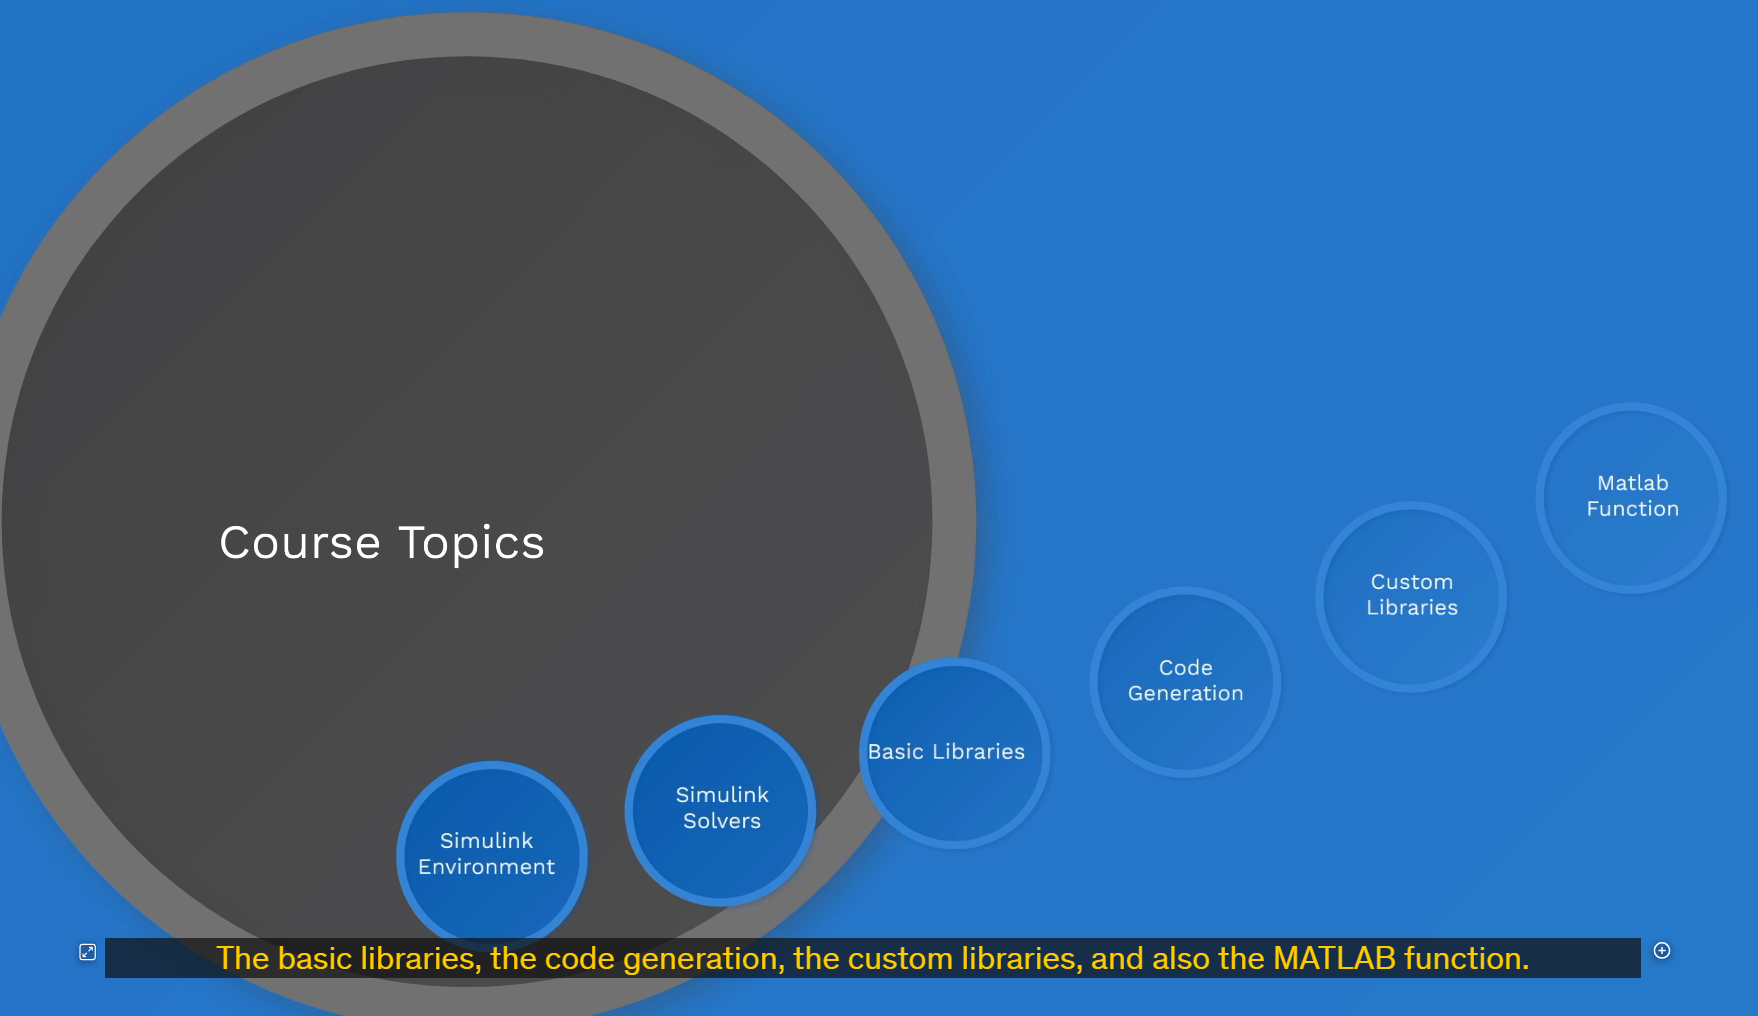 Course Topics
Simulink
Environment
Simulink
Solvers
Basic Libraries
Code
Generation
Custom
Libraries
Matlab
Function
The basic libraries, the code generation, the custom libraries, and also the MATLAB function.